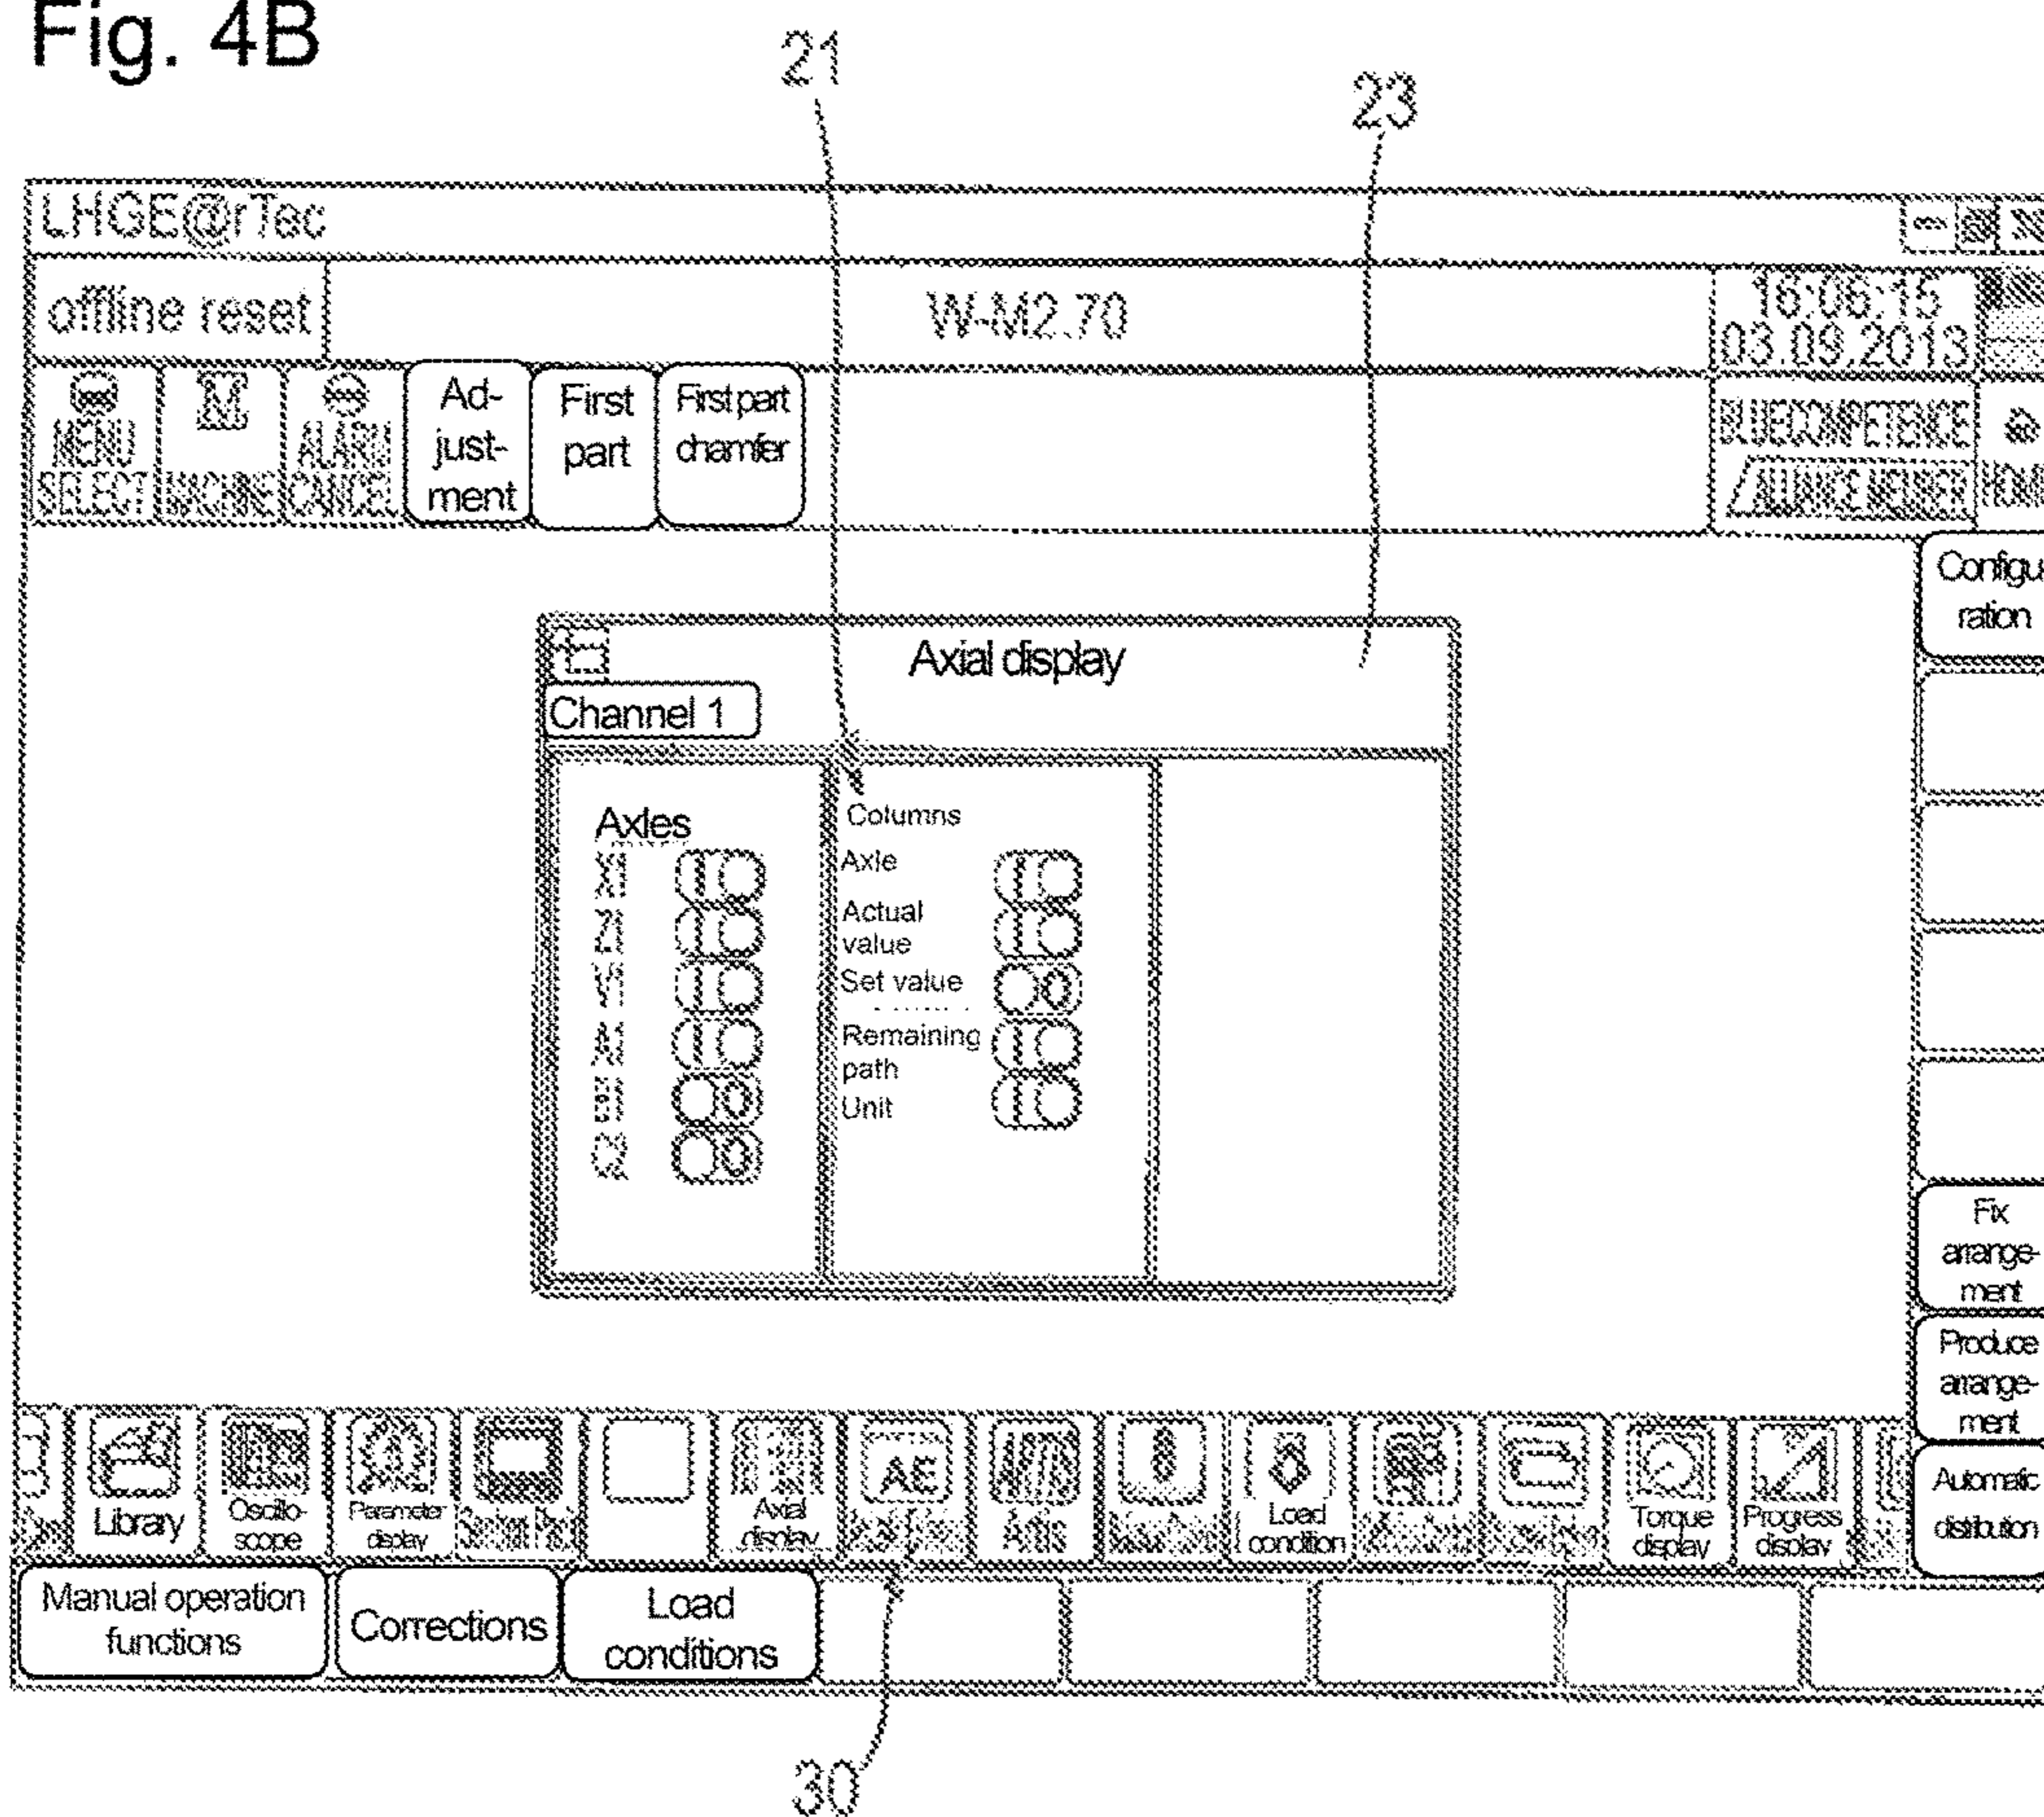 Fig. 4B
21
23
LHGE@rTec
offline reset
W-M2.70
16:06:15
03.09.2013
MENU
SELECT
MACHINE
ALARM
CANCEL
Ad-
just-
ment
First
part
First part
chamfer
BLUECOMPETENCE
ALLIANCE MEMBER
Configu
ration
Axial display
Channel 1
Axles
X1
Z1
V1
A1
B1
C2
Columns
Axle
Actual
value
Set value
Remaining
path
Unit
Fix
arrange-
ment
Produce
arrange-
ment
Automatic
distribution
Library
Oscillo-
scope
Parameter
display
Axial
display
AE
Artis
Load
condition
Torque
display
Progress
display
Manual operation
functions
Corrections
Load
conditions
30